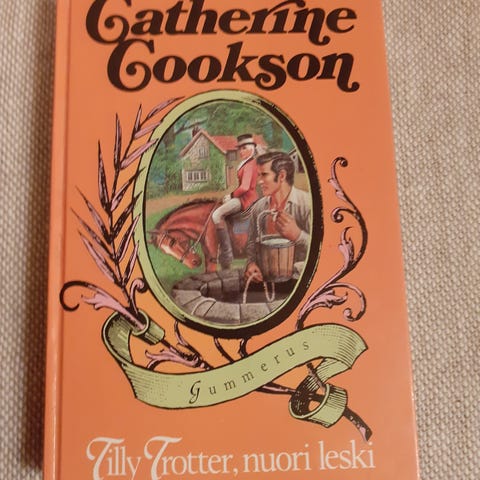 Catherine
Cookson
Gummerus
Tilly Trotter, nuori leski